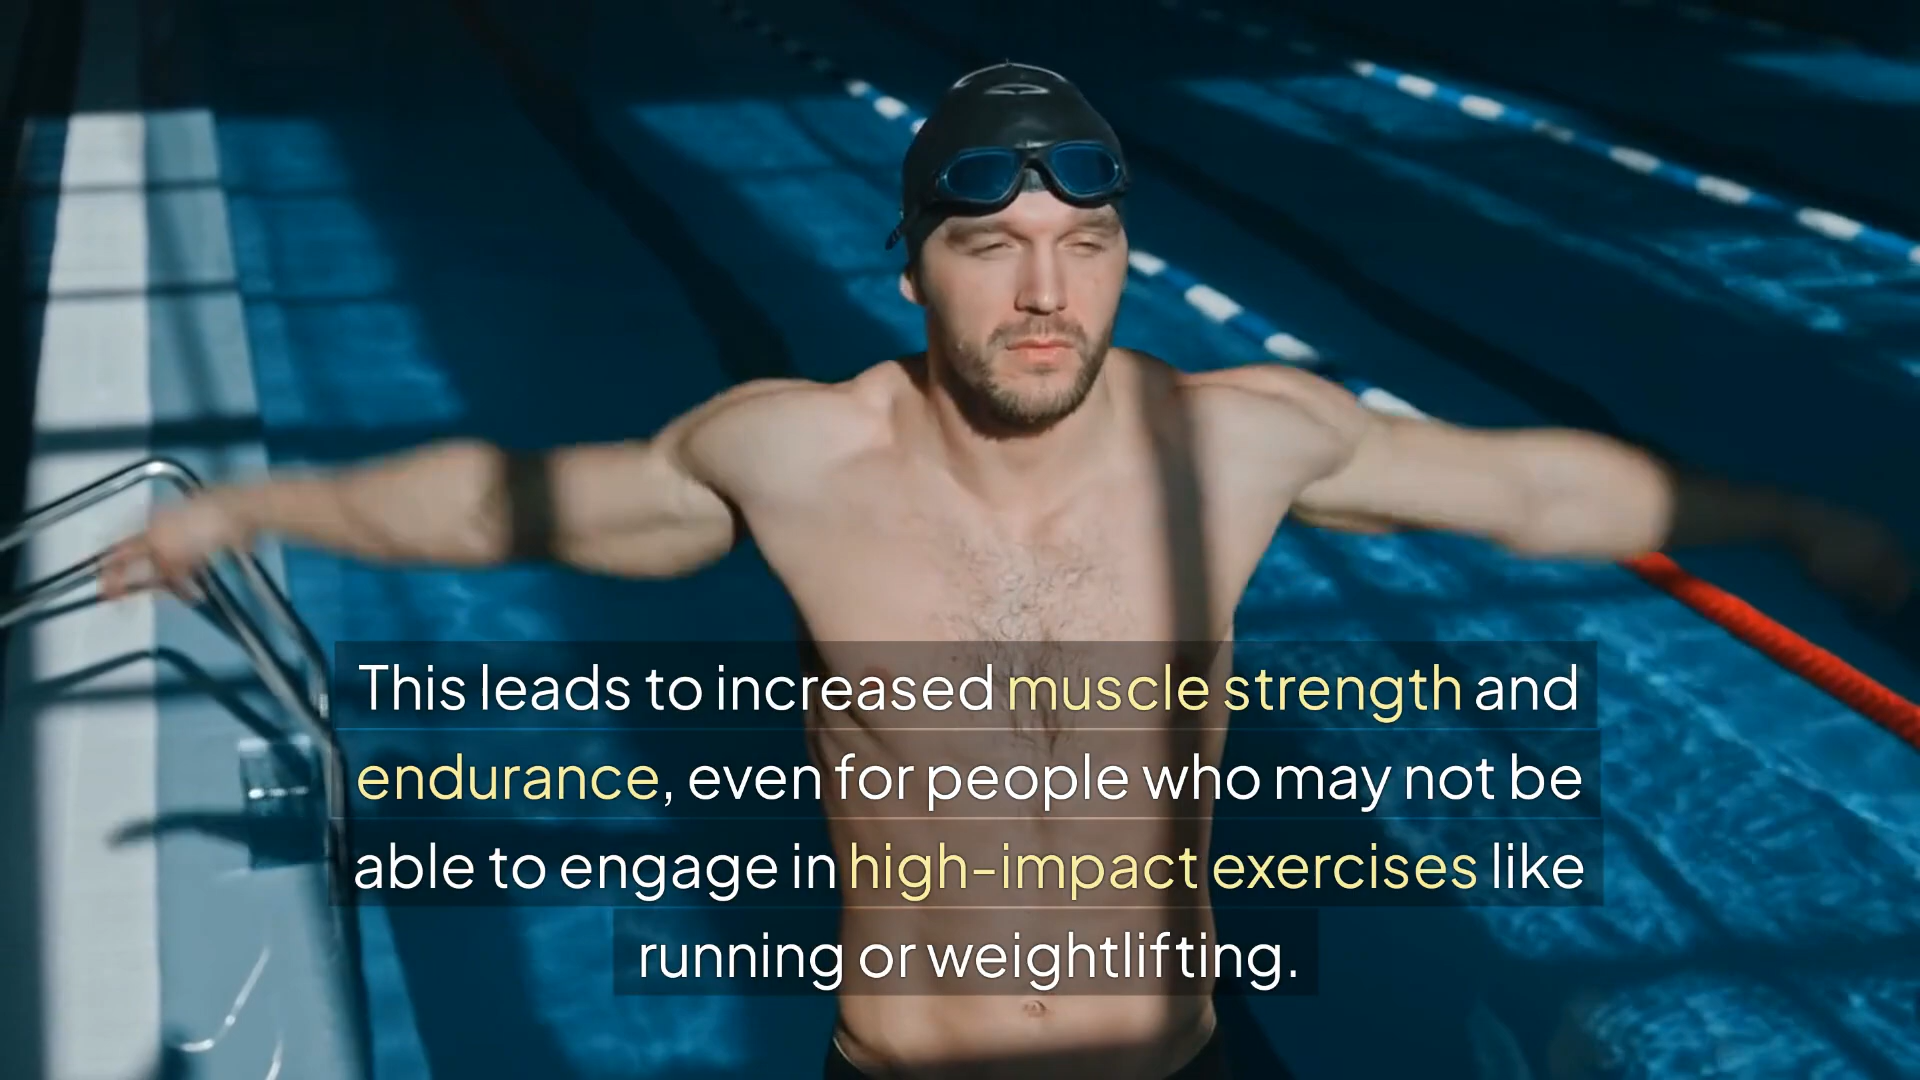 This leads to increased muscle strength and
endurance, even for people who may not be
able to engage in high-impact exercises like
running or weightlifting.